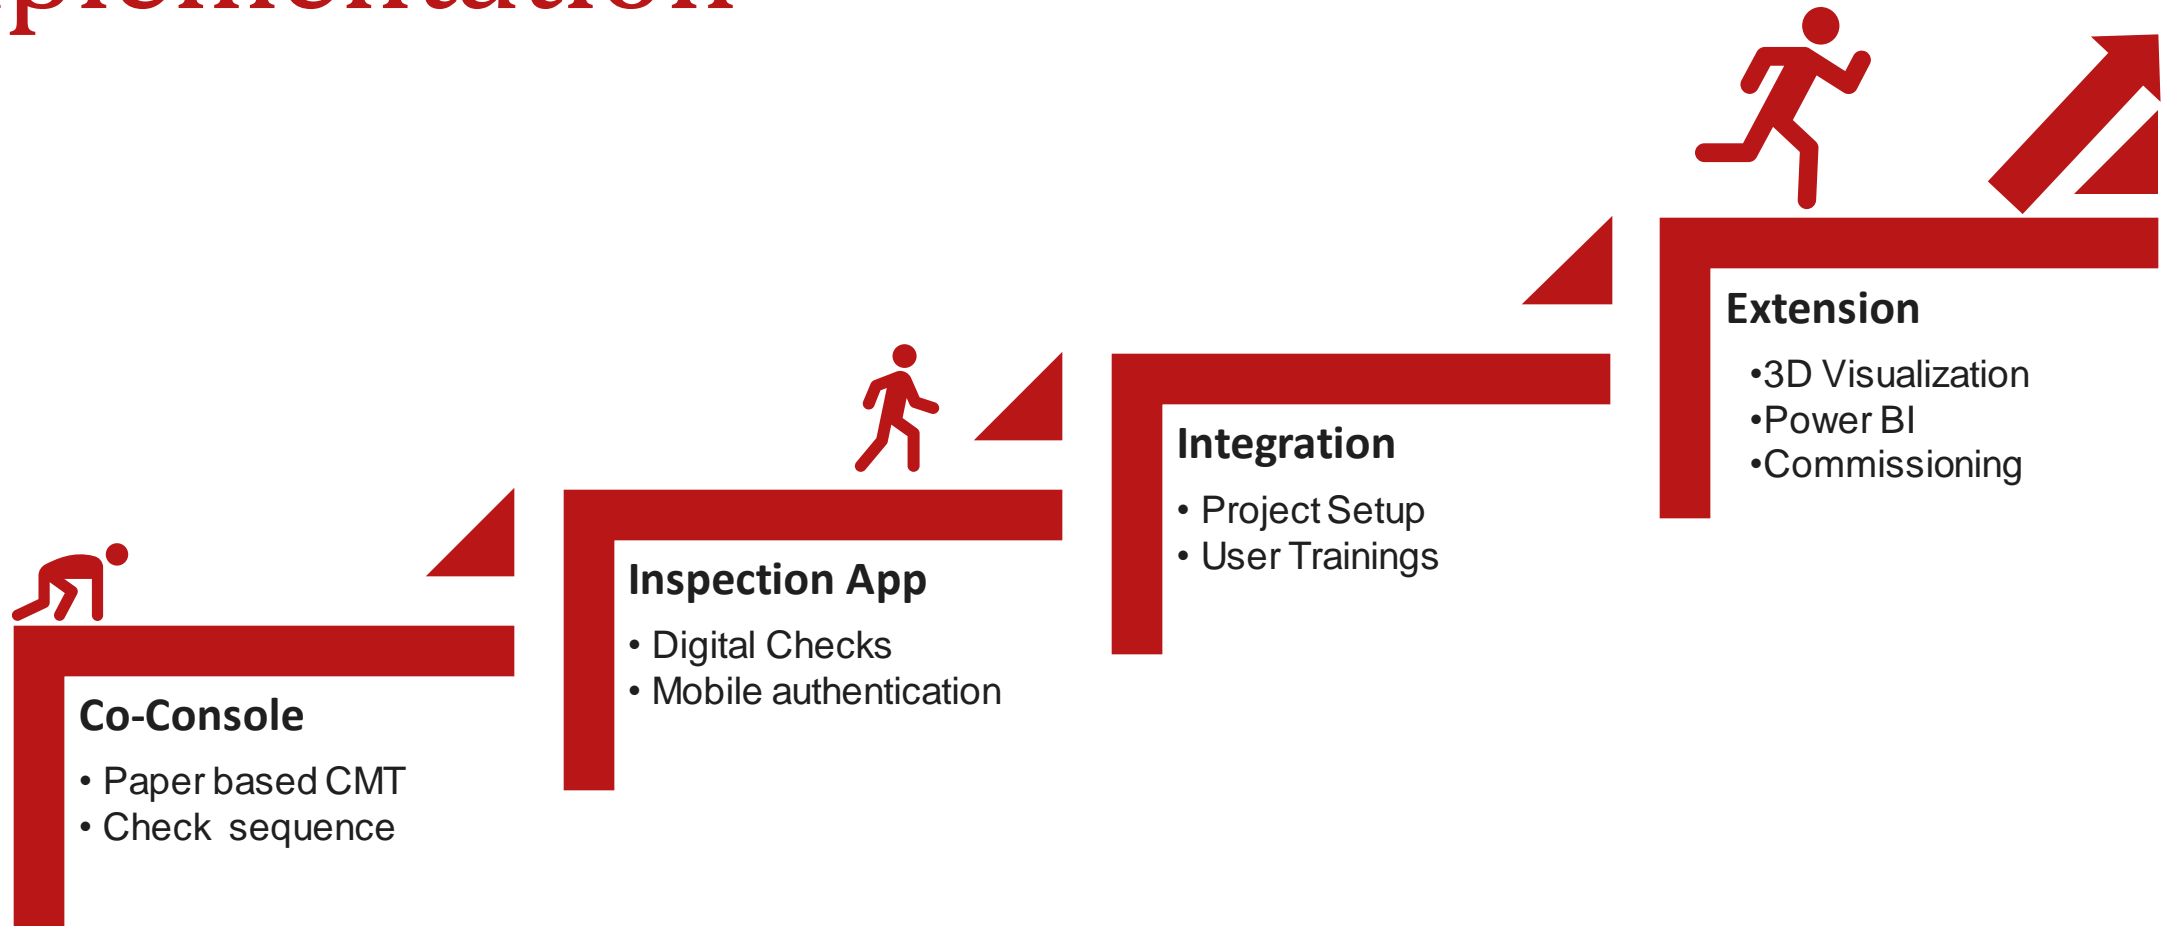 Co-Console
• Paper based CMT
• Check sequence
Inspection App
• Digital Checks
• Mobile authentication
Integration
• Project Setup
• User Trainings
Extension
•3D Visualization
•Power BI
•Commissioning